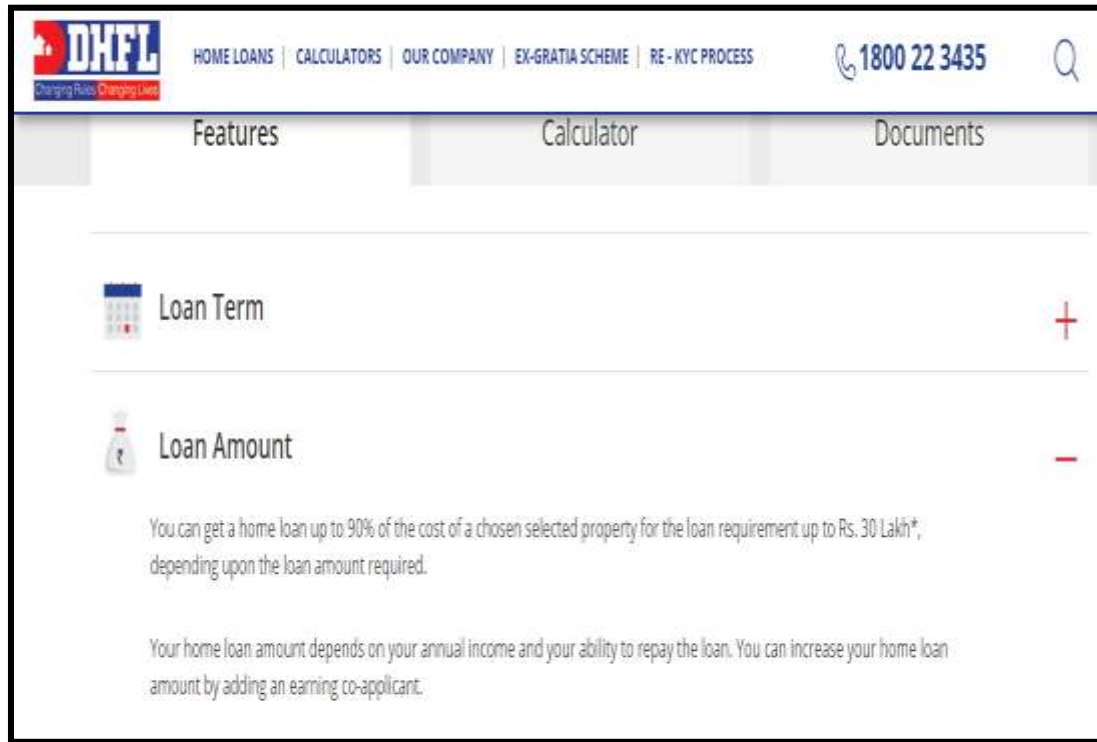 DHFL
Changing Rules Changing Lives
HOME LOANS | CALCULATORS | OUR COMPANY | EX-GRATIA SCHEME | RE - KYC PROCESS
1800 22 3435
Features
Calculator
Documents
Loan Term
₹
Loan Amount
You can get a home loan up to 90% of the cost of a chosen selected property for the loan requirement up to Rs. 30 Lakh*,
depending upon the loan amount required.
Your home loan amount depends on your annual income and your ability to repay the loan. You can increase your home loan
amount by adding an earning co-applicant.